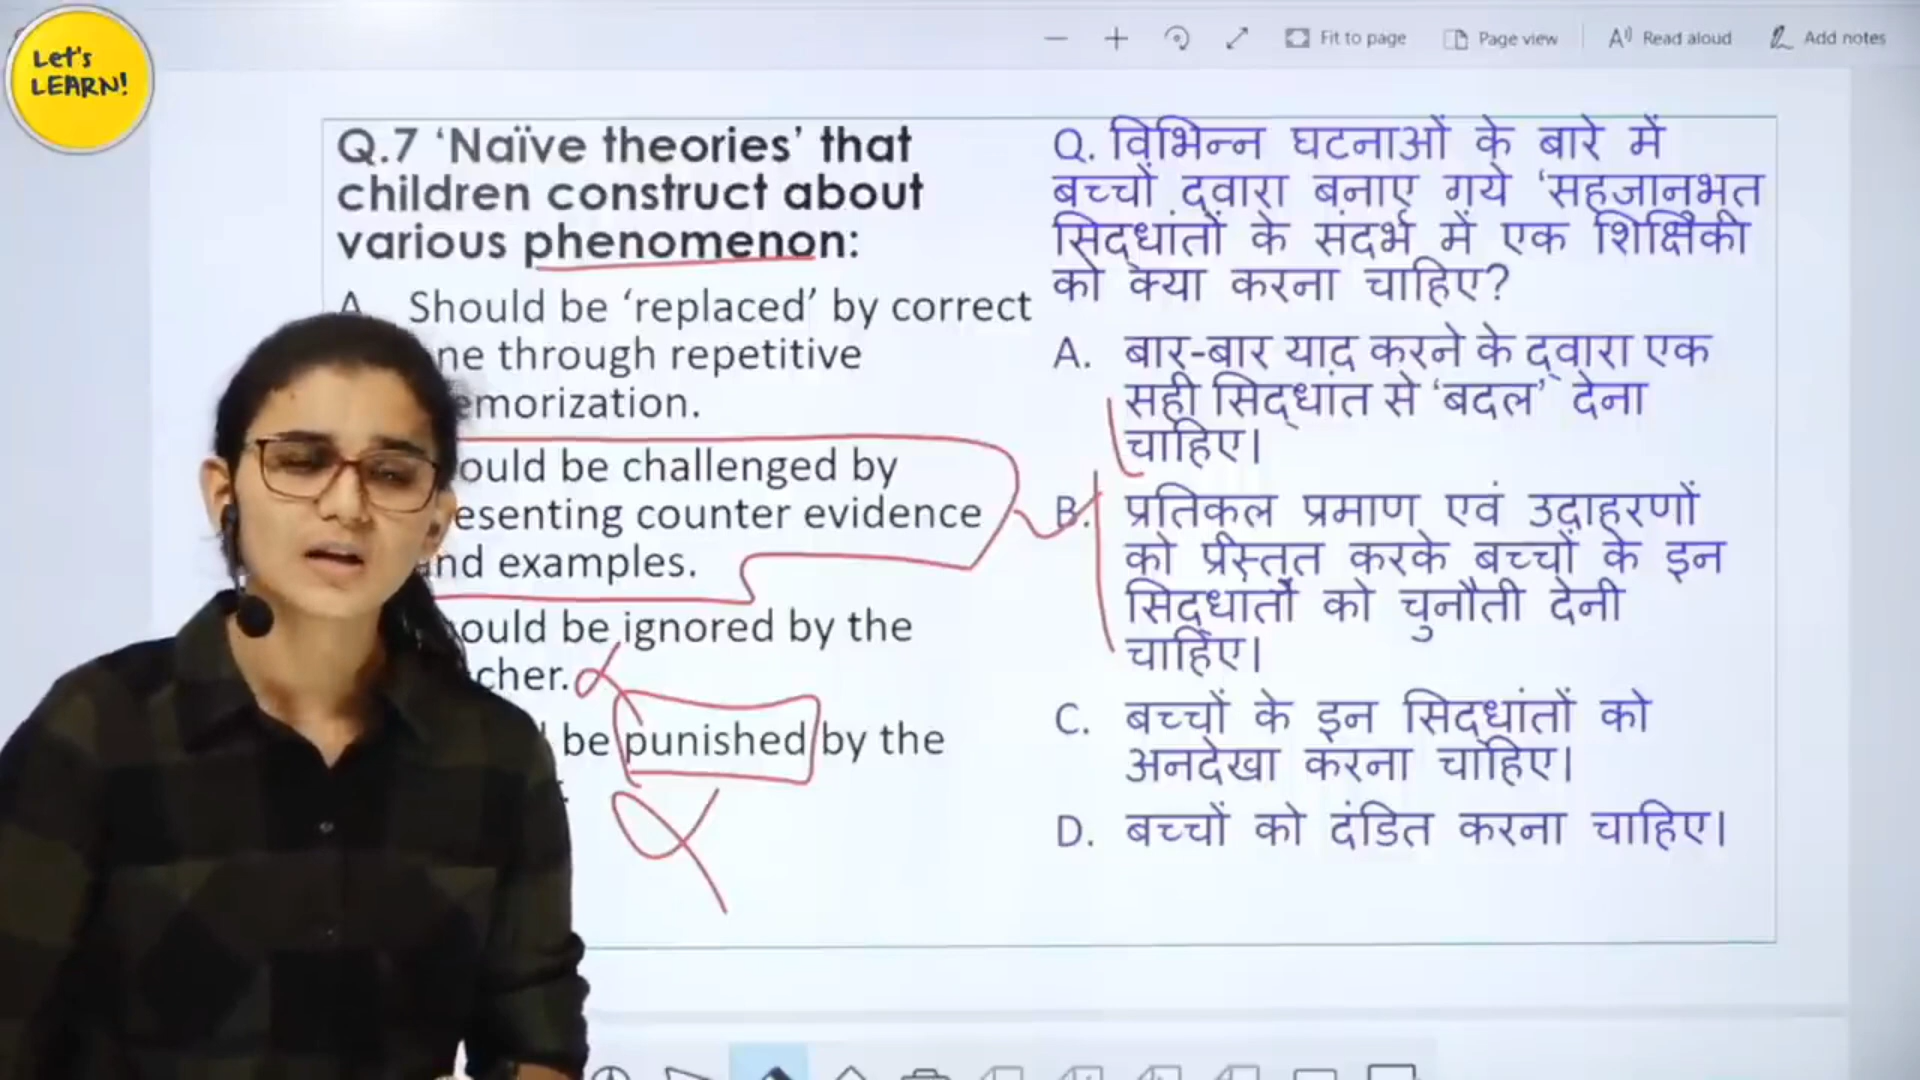 Let's
LEARN!
Fit to page
Page view
Read aloud
Add notes
Q.7 ‘Naïve theories’ that
children construct about
various phenomenon:
A. Should be ‘replaced’ by correct
ne through repetitive
emorization.
ould be challenged by
esenting counter evidence
nd examples.
ould be ignored by the
cher.
be punished by the
Q. विभिन्न घटनाओं के बारे में
बच्चों द्वारा बनाए गये ‘सहजानुभूत
सिद्धांतों के संदर्भ में एक शिक्षिकी
को क्या करना चाहिए?
A. बार-बार याद करने के द्वारा एक
सही सिद्धांत से ‘बदल’ देना
चाहिए।
B. प्रतिकूल प्रमाण एवं उदाहरणों
को प्रस्तुत करके बच्चों के इन
सिद्धातों को चुनौती देनी
चाहिए।
C. बच्चों के इन सिद्धांतों को
अनदेखा करना चाहिए।
D. बच्चों को दंडित करना चाहिए।